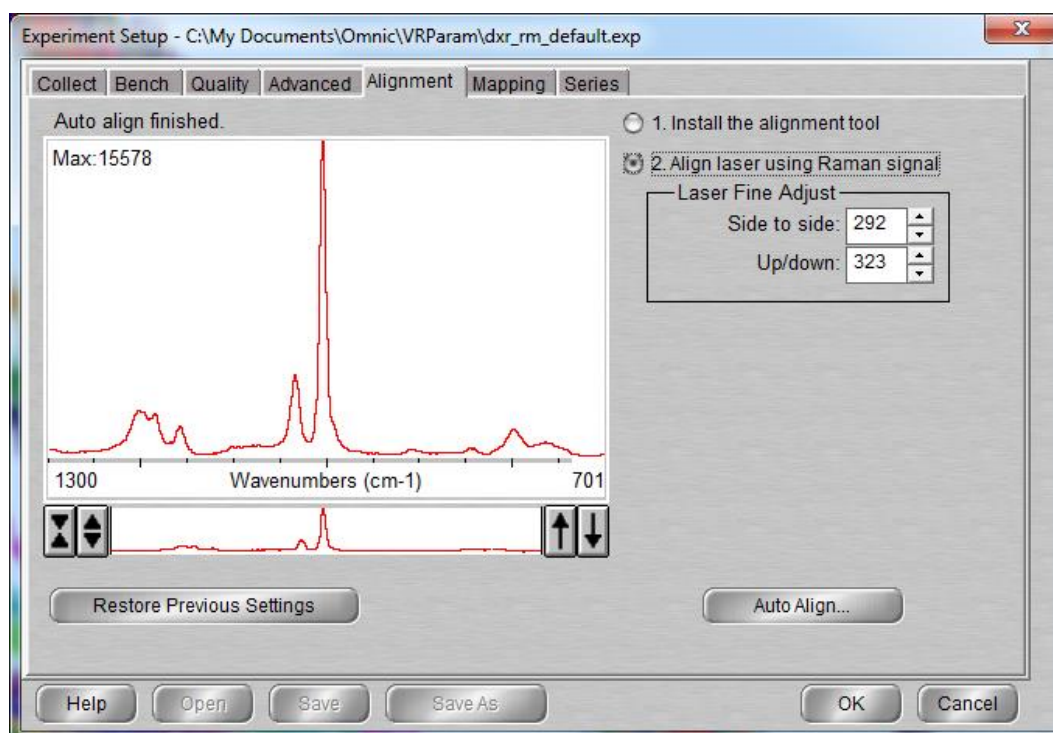 Experiment Setup - C:\My Documents\Omnic\VRParam\dxr_rm_default.exp
X
Collect Bench Quality Advanced Alignment Mapping Series
Auto align finished.
1. Install the alignment tool
Max:15578
2. Align laser using Raman signal
Laser Fine Adjust
Side to side: 292
Up/down: 323
1300 Wavenumbers (cm-1) 701
Restore Previous Settings
Auto Align...
Help Open Save Save As OK Cancel